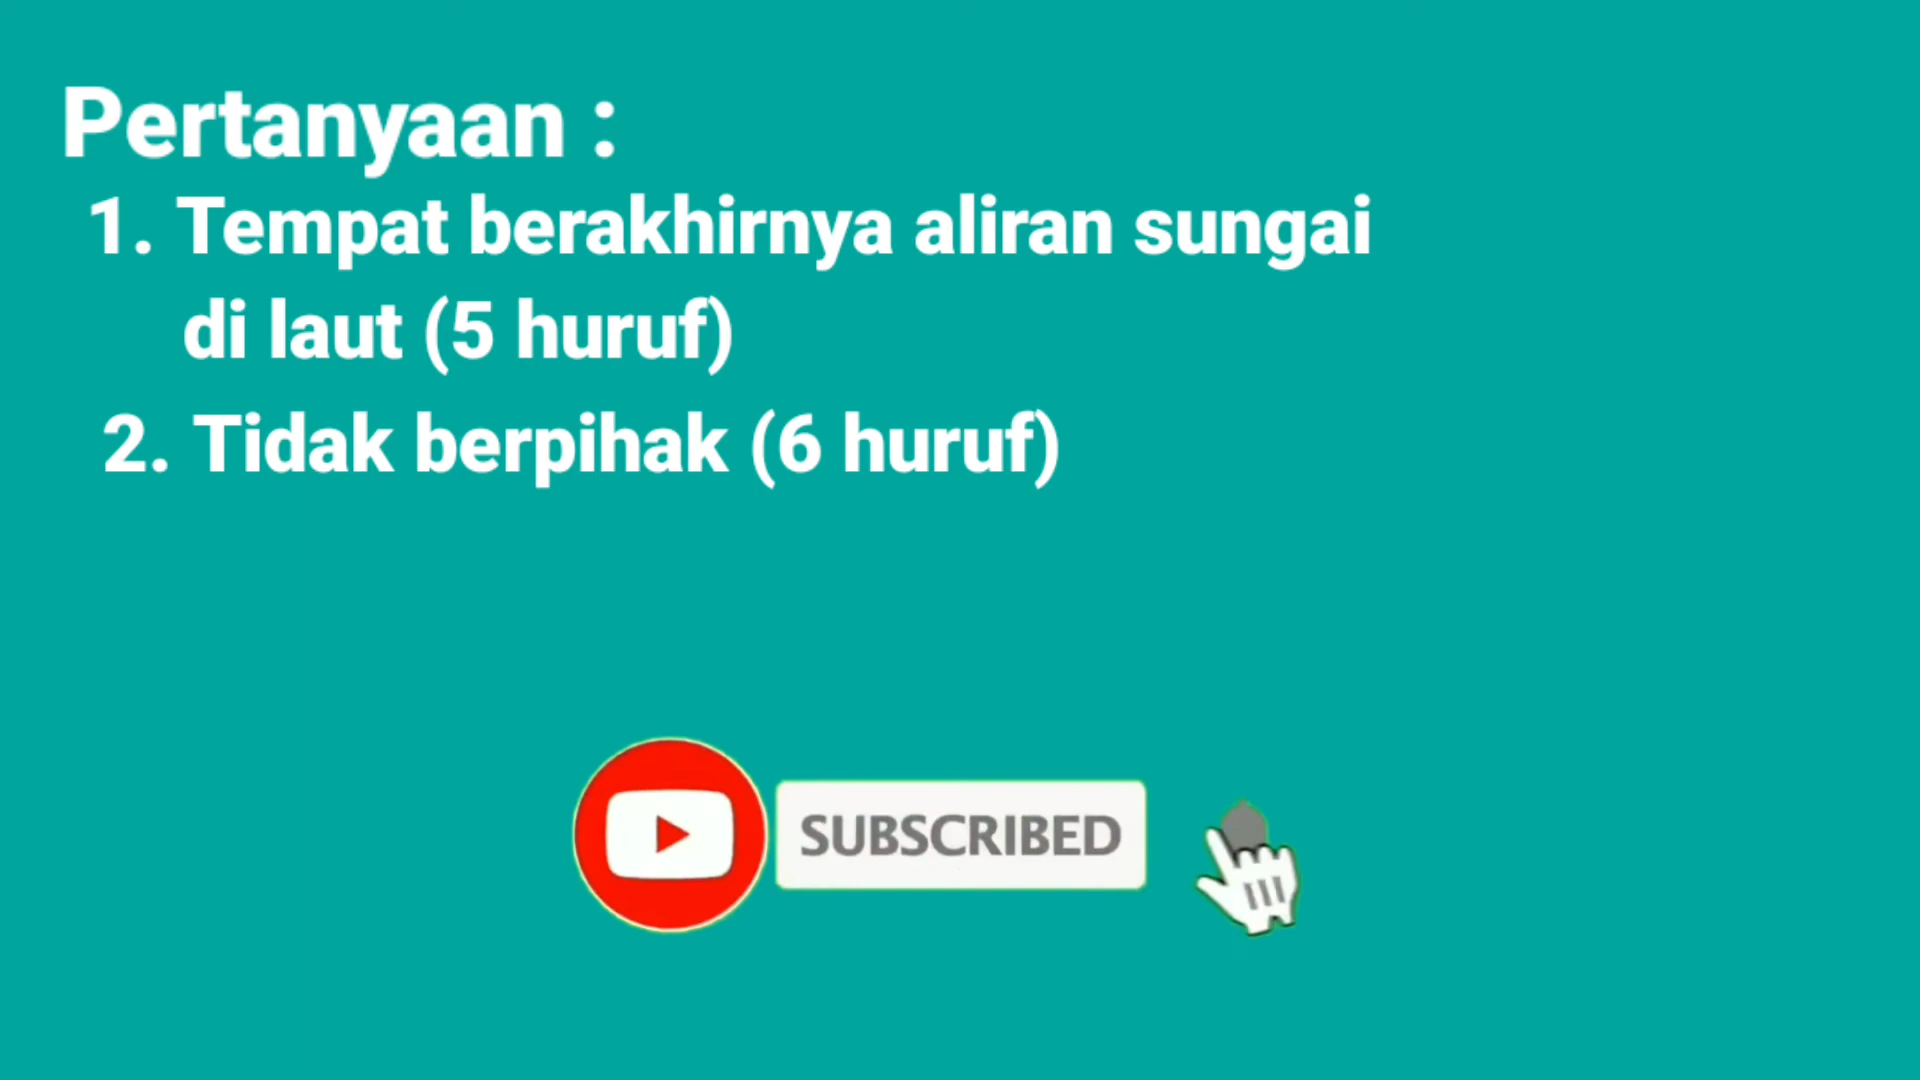 Pertanyaan :
1. Tempat berakhirnya aliran sungai
di laut (5 huruf)
2. Tidak berpihak (6 huruf)
SUBSCRIBED